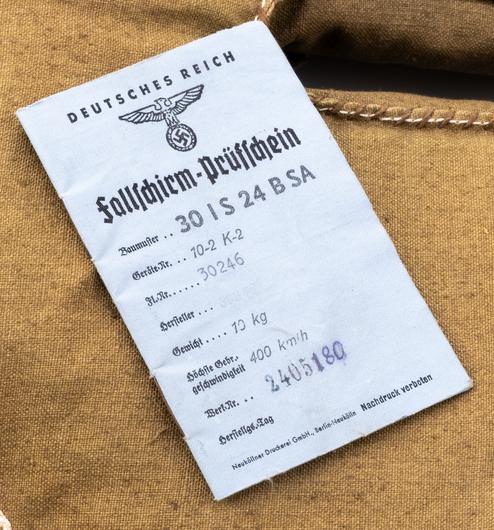 DEUTSCHES REICH
Fallschirm-Prüfschein
Baumuster .. 30 I S 24 B SA
Geräte-Nr. ... 10-2 K-2
Fl.Nr...... 30246
Hersteller ...
Gewicht .... 10 kg
Höchste Gebr.-
geschwindigkeit 400 km/h
Werk-Nr. .. 2405180
Herstellgs.-Tag
Neuköllner Druckerei GmbH., Berlin-Neukölln Nachdruck verboten